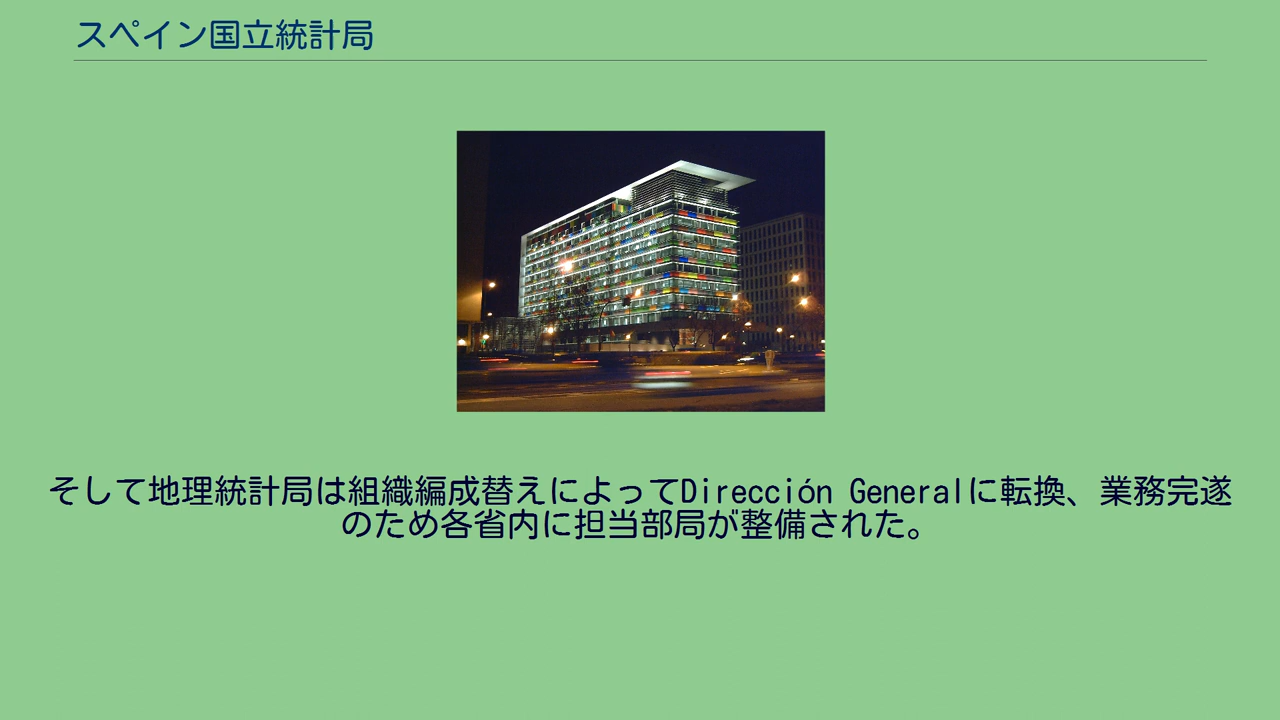 スペイン国立統計局
そして地理統計局は組織編成替えによってDirección Generalに転換、業務完遂
のため各省内に担当部局が整備された。